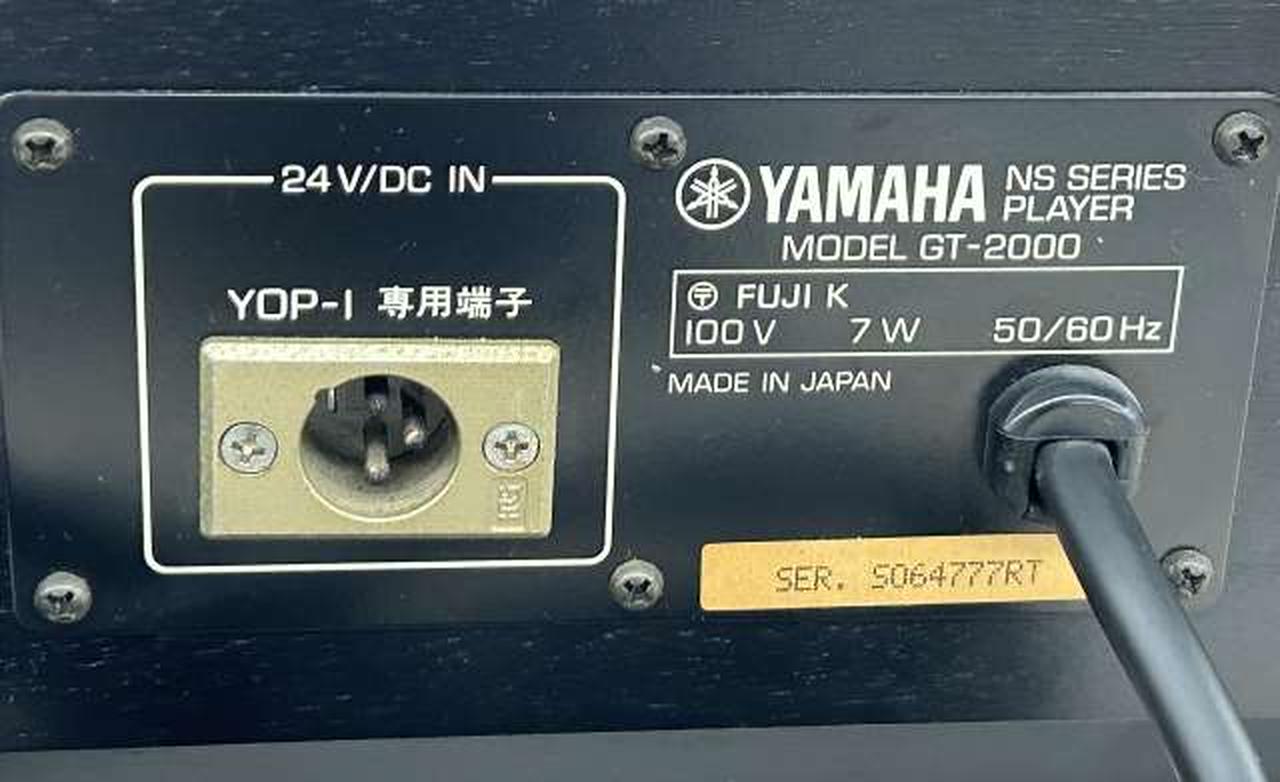 24V/DC IN
YOP-1 専用端子
YAMAHA NS SERIES
PLAYER
MODEL GT-2000
〒 FUJI K
100V 7W 50/60Hz
MADE IN JAPAN
SER. S064777RT